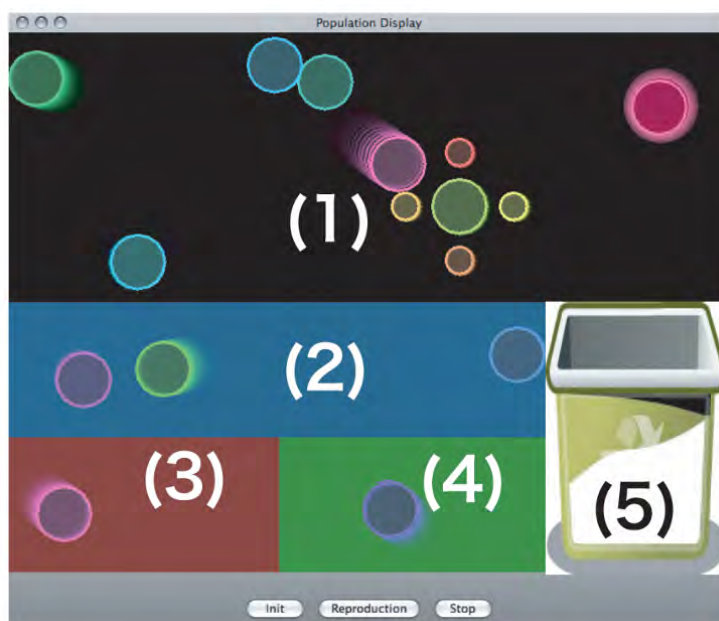 Population Display
(1)
(2)
(3)
(4)
(5)
Init Reproduction Stop